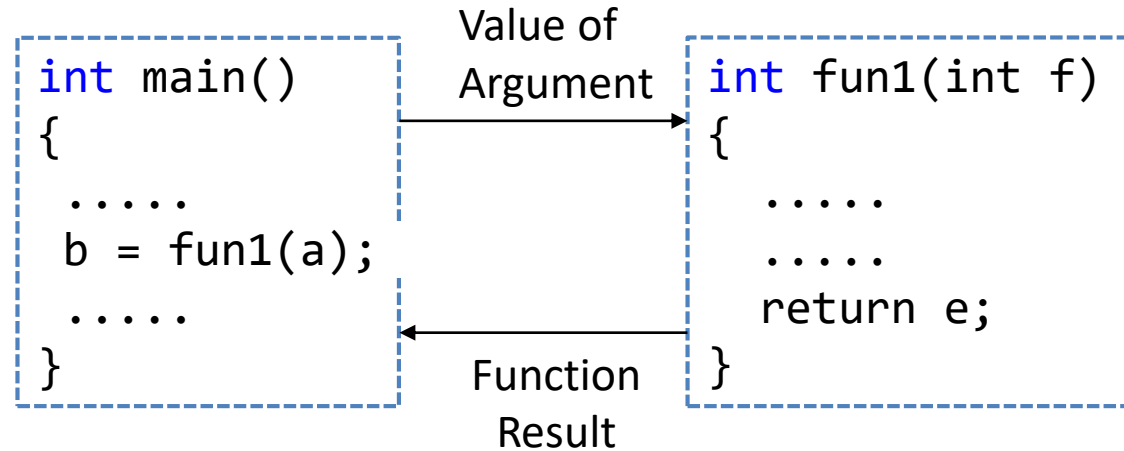 int main()
{
.....
b = fun1(a);
.....
}
Value of
Argument
Function
Result
int fun1(int f)
{
.....
.....
return e;
}